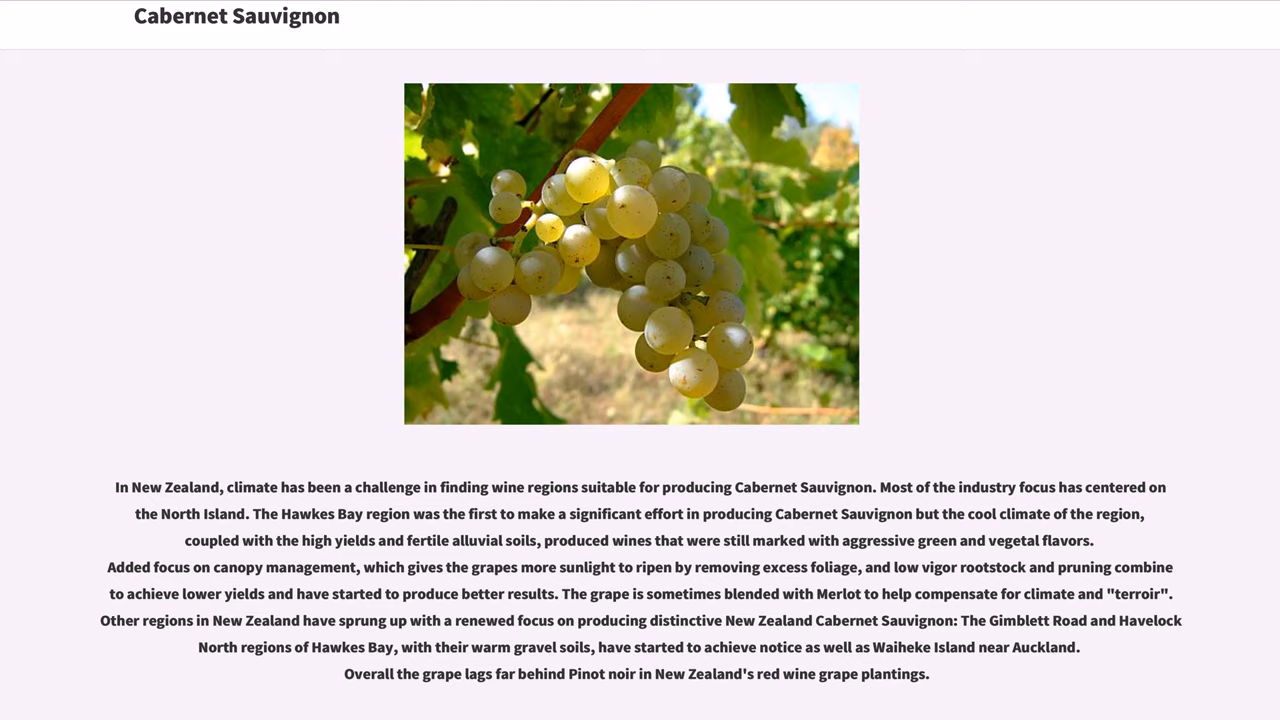 Cabernet Sauvignon
In New Zealand, climate has been a challenge in finding wine regions suitable for producing Cabernet Sauvignon. Most of the industry focus has centered on
the North Island. The Hawkes Bay region was the first to make a significant effort in producing Cabernet Sauvignon but the cool climate of the region,
coupled with the high yields and fertile alluvial soils, produced wines that were still marked with aggressive green and vegetal flavors.
Added focus on canopy management, which gives the grapes more sunlight to ripen by removing excess foliage, and low vigor rootstock and pruning combine
to achieve lower yields and have started to produce better results. The grape is sometimes blended with Merlot to help compensate for climate and "terroir".
Other regions in New Zealand have sprung up with a renewed focus on producing distinctive New Zealand Cabernet Sauvignon: The Gimblett Road and Havelock
North regions of Hawkes Bay, with their warm gravel soils, have started to achieve notice as well as Waiheke Island near Auckland.
Overall the grape lags far behind Pinot noir in New Zealand's red wine grape plantings.